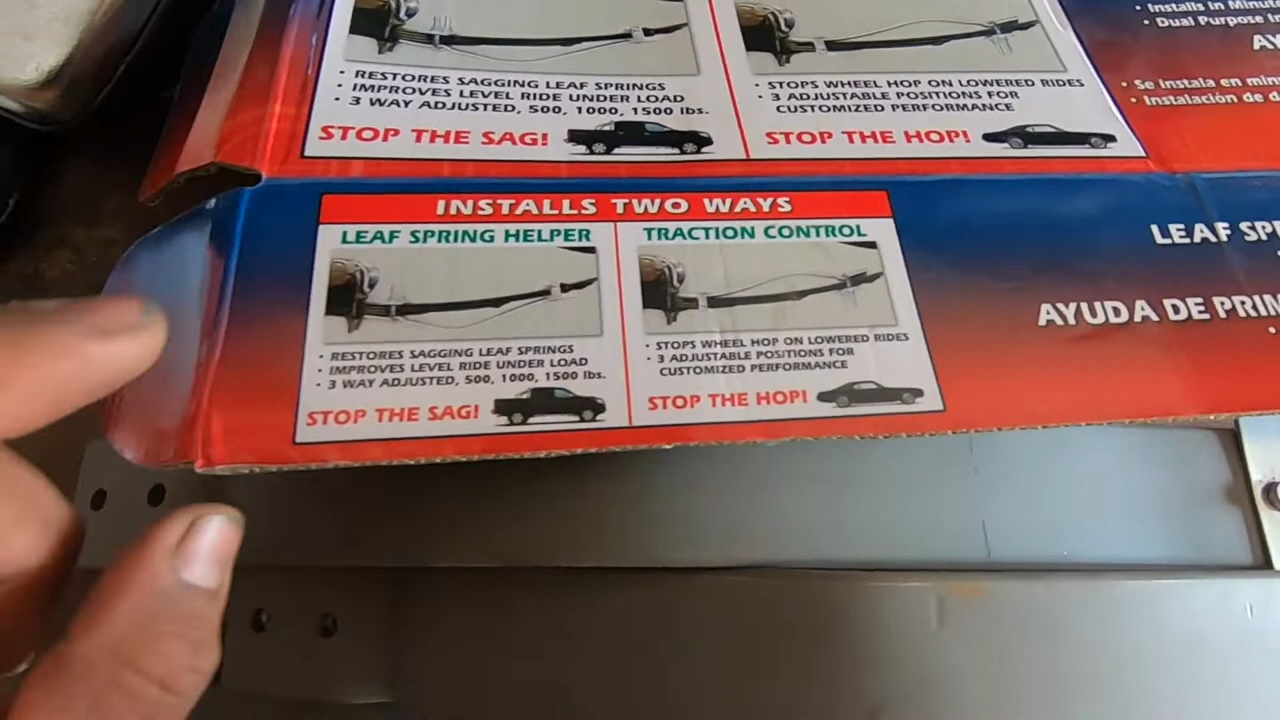 • RESTORES SAGGING LEAF SPRINGS
• IMPROVES LEVEL RIDE UNDER LOAD
• 3 WAY ADJUSTED, 500, 1000, 1500 lbs.
STOP THE SAG!
• STOPS WHEEL HOP ON LOWERED RIDES
• 3 ADJUSTABLE POSITIONS FOR
CUSTOMIZED PERFORMANCE
STOP THE HOP!
• Installs In
• Dual Purpose
• Se instala en
• Instalación de
INSTALLS TWO WAYS
LEAF SPRING HELPER
• RESTORES SAGGING LEAF SPRINGS
• IMPROVES LEVEL RIDE UNDER LOAD
• 3 WAY ADJUSTED, 500, 1000, 1500 lbs.
STOP THE SAG!
TRACTION CONTROL
• STOPS WHEEL HOP ON LOWERED RIDES
• 3 ADJUSTABLE POSITIONS FOR
CUSTOMIZED PERFORMANCE
STOP THE HOP!
LEAF
AYUDA DE